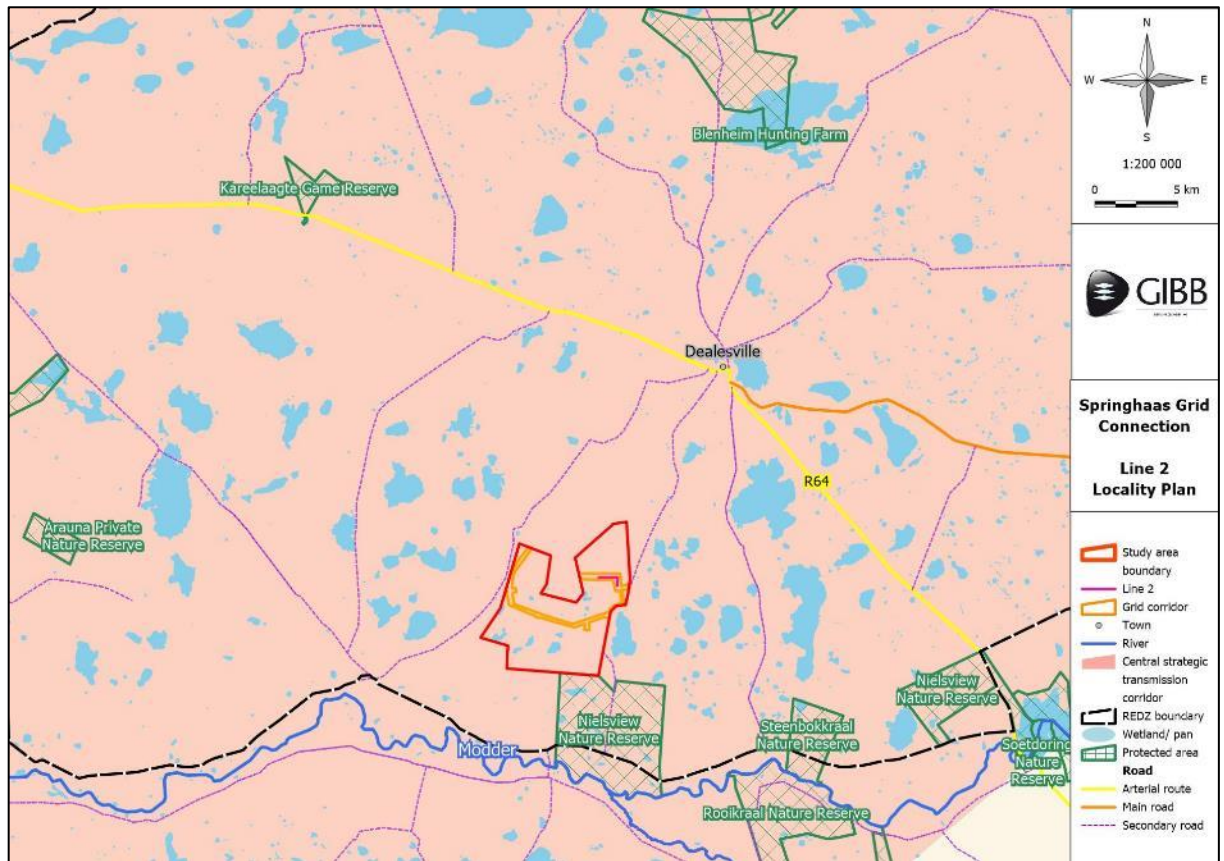 Blenheim Hunting Farm
Kareelaagte Game Reserve
Dealesville
R64
Arauna Private
Nature Reserve
Nielsview
Nature Reserve
Nielsview
Nature Reserve
Steenbokkraal
Nature Reserve
Soetdoring
Nature
Reserve
Modder
Rooikraal Nature Reserve
N
W
E
S
1:200 000
0
5 km
GIBB
Springhaas Grid
Connection
Line 2
Locality Plan
Study area
boundary
Line 2
Grid corridor
Town
River
Central strategic
transmission
corridor
REDZ boundary
Wetland/ pan
Protected area
Road
Arterial route
Main road
Secondary road